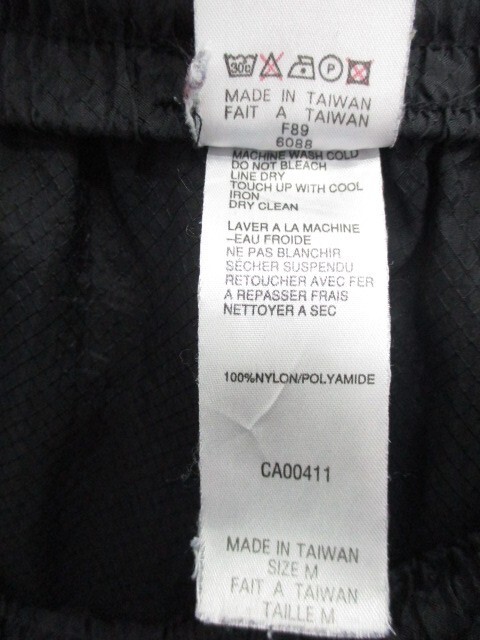 30c P
MADE IN TAIWAN
FAIT A TAIWAN
F89
6088
MACHINE WASH COLD
DO NOT BLEACH
LINE DRY
TOUCH UP WITH COOL
IRON
DRY CLEAN
LAVER A LA MACHINE
–EAU FROIDE
NE PAS BLANCHIR
SÉCHER SUSPENDU
RETOUCHER AVEC FER
A REPASSER FRAIS
NETTOYER A SEC
100%NYLON/POLYAMIDE
CA00411
MADE IN TAIWAN
SIZE M
FAIT A TAIWAN
TAILLE M